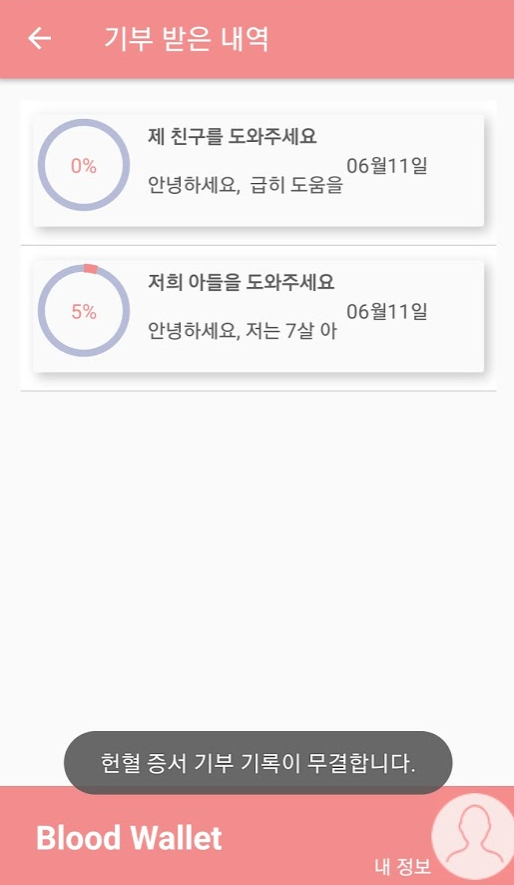 기부 받은 내역
0%
제 친구를 도와주세요
06월11일
안녕하세요, 급히 도움을
5%
저희 아들을 도와주세요
06월11일
안녕하세요, 저는 7살 아
헌혈 증서 기부 기록이 무결합니다.
Blood Wallet
내 정보